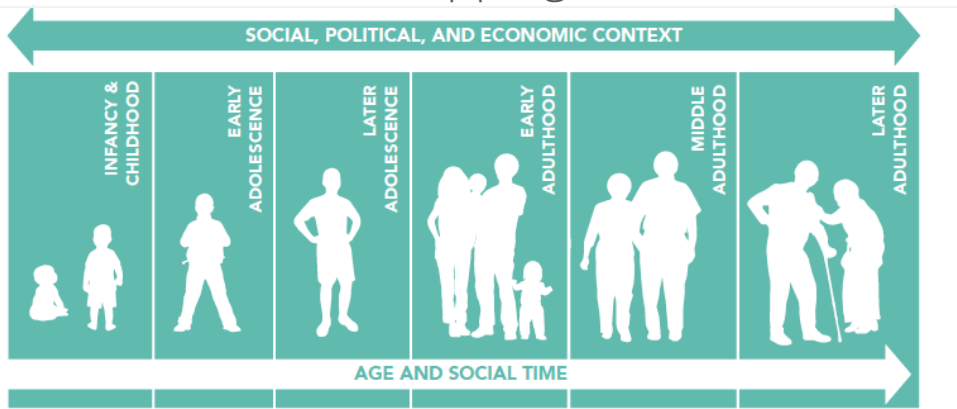 SOCIAL, POLITICAL, AND ECONOMIC CONTEXT
INFANCY &
CHILDHOOD
EARLY
ADOLESCENCE
LATER
ADOLESCENCE
EARLY
ADULTHOOD
MIDDLE
ADULTHOOD
LATER
ADULTHOOD
AGE AND SOCIAL TIME